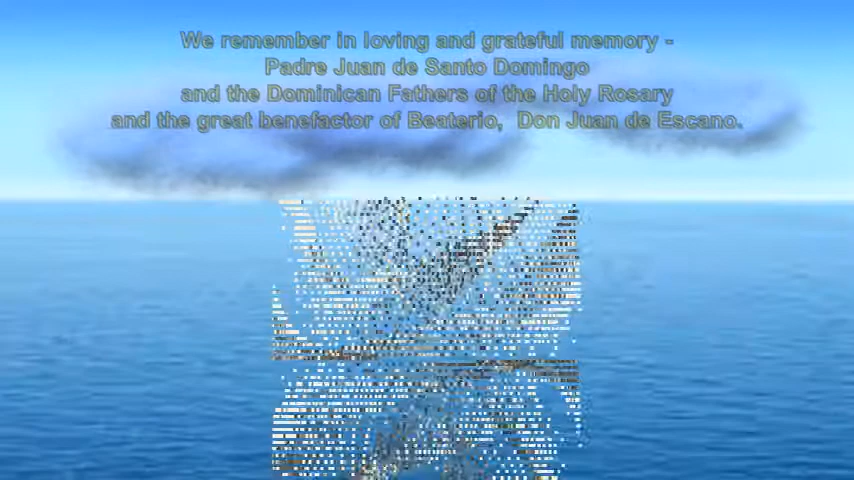 We remember in loving and grateful memory -
Padre Juan de Santo Domingo
and the Dominican Fathers of the Holy Rosary
and the great benefactor of Beaterio, Don Juan de Escano.